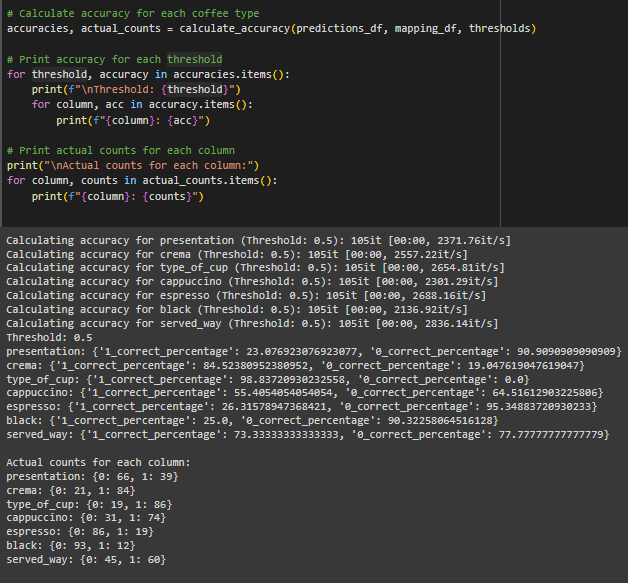 # Calculate accuracy for each coffee type
accuracies, actual_counts = calculate_accuracy(predictions_df, mapping_df, thresholds)
# Print accuracy for each threshold
for threshold, accuracy in accuracies.items():
print(f"\nThreshold: {threshold}")
for column, acc in accuracy.items():
print(f"{column}: {acc}")
# Print actual counts for each column
print("\nActual counts for each column:")
for column, counts in actual_counts.items():
print(f"{column}: {counts}")
Calculating accuracy for presentation (Threshold: 0.5): 105it [00:00, 2371.76it/s]
Calculating accuracy for crema (Threshold: 0.5): 105it [00:00, 2557.22it/s]
Calculating accuracy for type_of_cup (Threshold: 0.5): 105it [00:00, 2654.81it/s]
Calculating accuracy for cappuccino (Threshold: 0.5): 105it [00:00, 2301.29it/s]
Calculating accuracy for espresso (Threshold: 0.5): 105it [00:00, 2688.16it/s]
Calculating accuracy for black (Threshold: 0.5): 105it [00:00, 2136.92it/s]
Calculating accuracy for served_way (Threshold: 0.5): 105it [00:00, 2836.14it/s]
Threshold: 0.5
presentation: {'1_correct_percentage': 23.076923076923077, '0_correct_percentage': 90.9090909090909}
crema: {'1_correct_percentage': 84.52380952380952, '0_correct_percentage': 19.047619047619047}
type_of_cup: {'1_correct_percentage': 98.83720930232558, '0_correct_percentage': 0.0}
cappuccino: {'1_correct_percentage': 55.4054054054054, '0_correct_percentage': 64.51612903225806}
espresso: {'1_correct_percentage': 26.31578947368421, '0_correct_percentage': 95.34883720930233}
black: {'1_correct_percentage': 25.0, '0_correct_percentage': 90.32258064516128}
served_way: {'1_correct_percentage': 73.33333333333333, '0_correct_percentage': 77.77777777777779}
Actual counts for each column:
presentation: {0: 66, 1: 39}
crema: {0: 21, 1: 84}
type_of_cup: {0: 19, 1: 86}
cappuccino: {0: 31, 1: 74}
espresso: {0: 86, 1: 19}
black: {0: 93, 1: 12}
served_way: {0: 45, 1: 60}